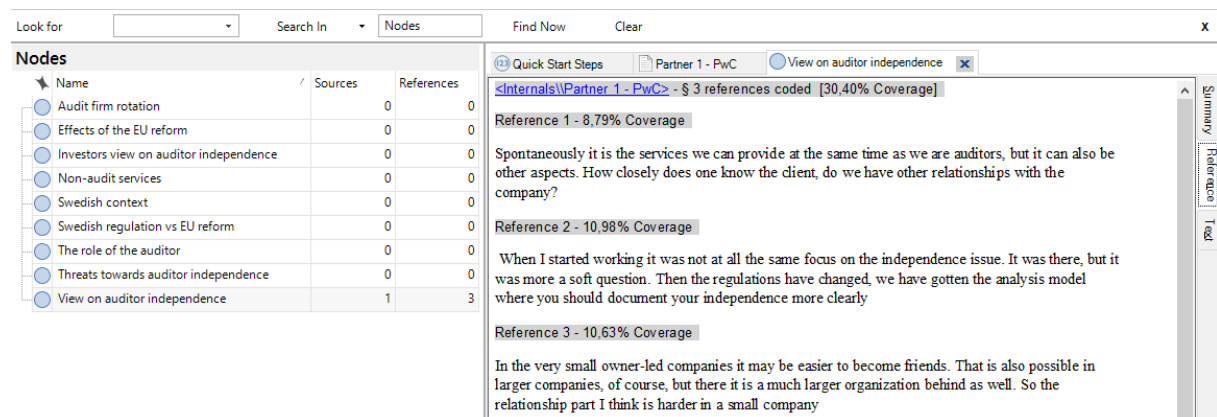 Look for Search In Nodes Find Now Clear x
Nodes
Name / Sources References
Audit firm rotation 0 0
Effects of the EU reform 0 0
Investors view on auditor independence 0 0
Non-audit services 0 0
Swedish context 0 0
Swedish regulation vs EU reform 0 0
The role of the auditor 0 0
Threats towards auditor independence 0 0
View on auditor independence 1 3
123 Quick Start Steps Partner 1 - PwC View on auditor independence x
<Internals\\Partner 1 - PwC> - § 3 references coded [30,40% Coverage]
Reference 1 - 8,79% Coverage
Spontaneously it is the services we can provide at the same time as we are auditors, but it can also be
other aspects. How closely does one know the client, do we have other relationships with the
company?
Reference 2 - 10,98% Coverage
When I started working it was not at all the same focus on the independence issue. It was there, but it
was more a soft question. Then the regulations have changed, we have gotten the analysis model
where you should document your independence more clearly
Reference 3 - 10,63% Coverage
In the very small owner-led companies it may be easier to become friends. That is also possible in
larger companies, of course, but there it is a much larger organization behind as well. So the
relationship part I think is harder in a small company
Summary
Reference
Text